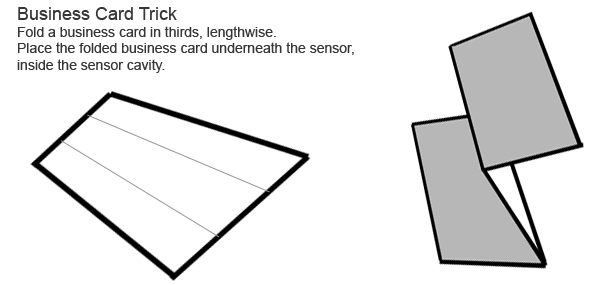 Business Card Trick
Fold a business card in thirds, lengthwise.
Place the folded business card underneath the sensor,
inside the sensor cavity.